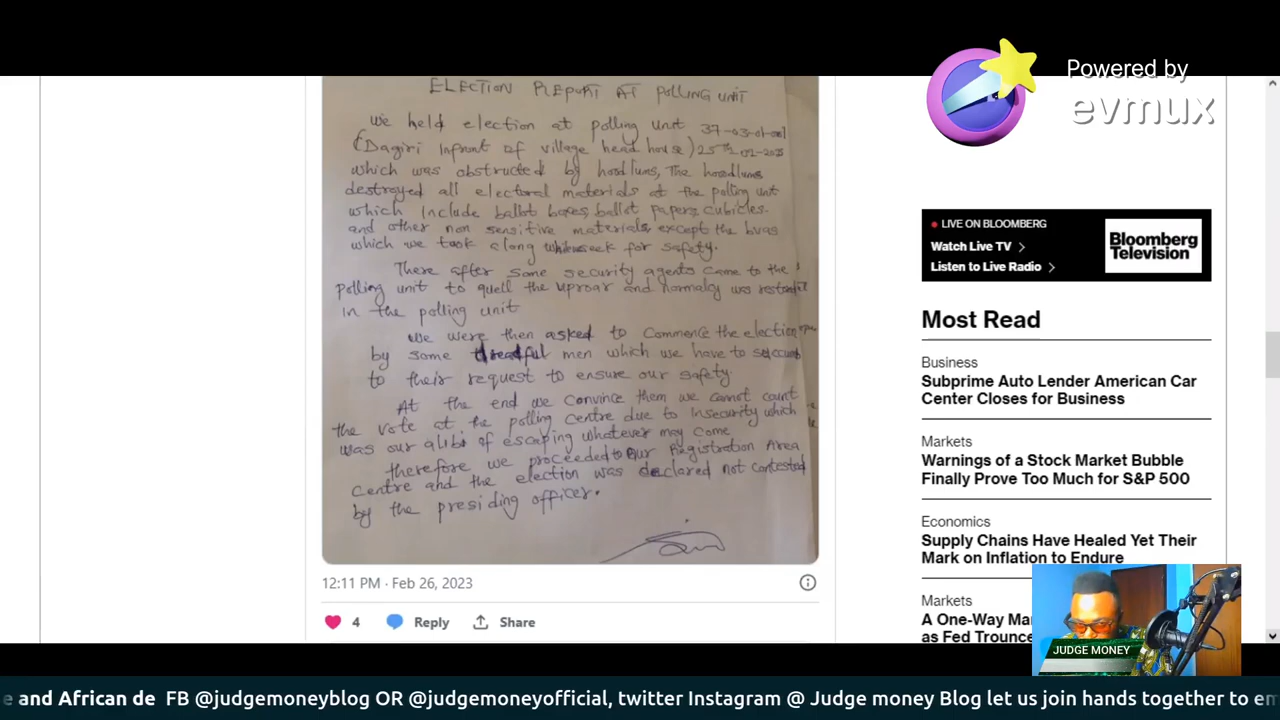 Powered by
evmux
ELECTION REPORT AT POLLING UNIT
We held election at polling unit 37-03-01-001
(Dagiri Infront of village head house) 25th 02-2023
which was obstructed by hoodlums, The hoodlums
destroyed all electoral materials at the polling unit
which include ballot boxes, ballot papers, cubicles.
and other non sensitive materials except the bvas
which we took along seek for safety.
There after some security agents came to the
polling unit to quell the uproar and normalcy was
in the polling unit
We were then asked to commence the election
by some men which we have to
to their request to ensure our safety.
At the end we convince them we cannot count
the vote at the polling centre due to insecurity which
was our alibi of escaping whatever may come
therefore we proceeded to our Registration Area
Centre and the election was declared not contested
by the presiding officer.
12:11 PM · Feb 26, 2023
4 Reply Share
LIVE ON BLOOMBERG
Watch Live TV
Listen to Live Radio
Bloomberg
Television
Most Read
Business
Subprime Auto Lender American Car
Center Closes for Business
Markets
Warnings of a Stock Market Bubble
Finally Prove Too Much for S&P 500
Economics
Supply Chains Have Healed Yet Their
Mark on Inflation to Endure
Markets
A One-Way
as Fed
JUDGE MONEY
e and African de FB @judgemoneyblog OR @judgemoneyofficial, twitter Instagram @ Judge money Blog let us join hands together to em